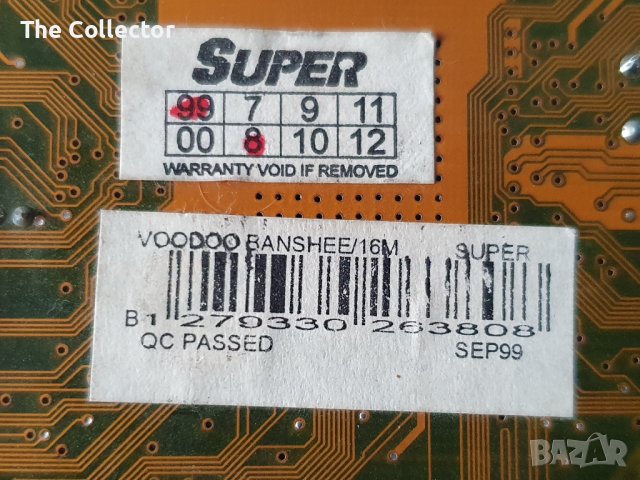 The Collector
SUPER
99 7 9 11
00 8 10 12
WARRANTY VOID IF REMOVED
VOODOO BANSHEE/16M SUPER
B1 279330 263808
QC PASSED SEP99
BAZAR